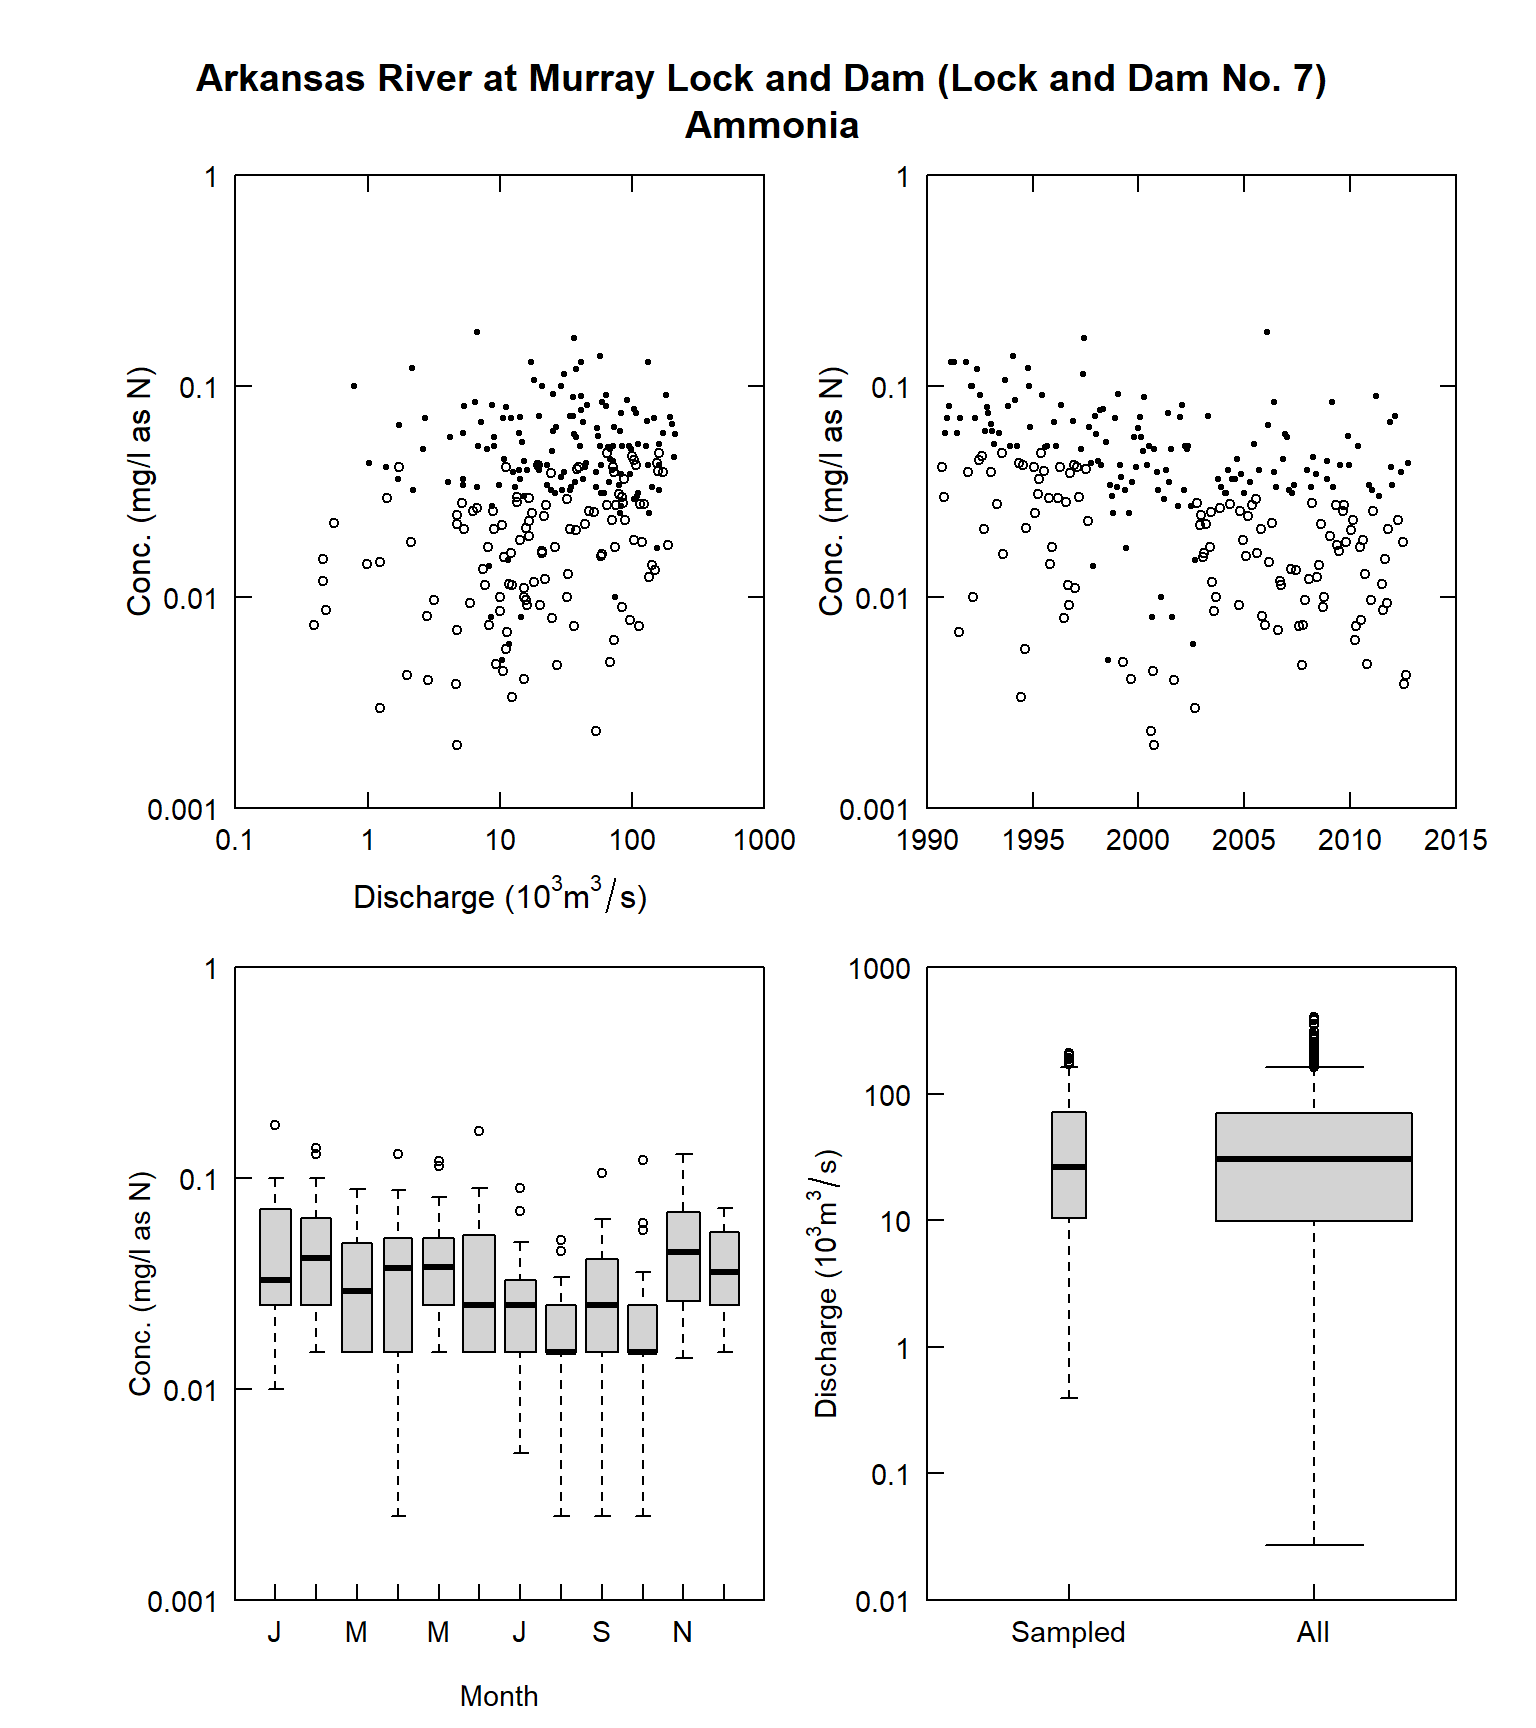 Arkansas River at Murray Lock and Dam (Lock and Dam No. 7)
Ammonia
Conc. (mg/l as N)
1
0.1
0.01
0.001
0.1 1 10 100 1000
Discharge (10³m³/s)
Conc. (mg/l as N)
1
0.1
0.01
0.001
1990 1995 2000 2005 2010 2015
Conc. (mg/l as N)
1
0.1
0.01
0.001
J M M J S N
Month
Discharge (10³m³/s)
1000
100
10
1
0.1
0.01
Sampled All